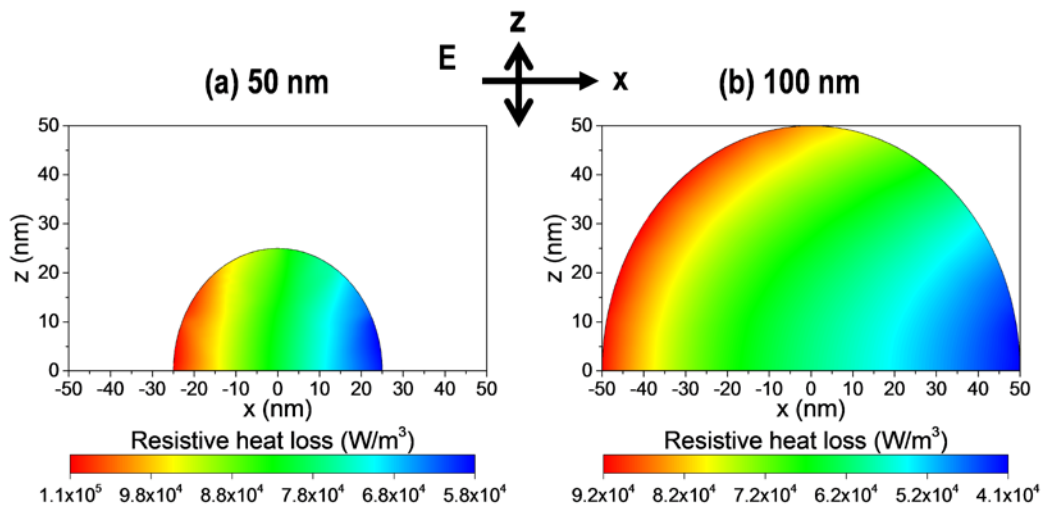 z
E
x
(a) 50 nm
(b) 100 nm
50
40
30
20
10
0
z (nm)
-50 -40 -30 -20 -10 0 10 20 30 40 50
x (nm)
Resistive heat loss (W/m³)
1.1x10⁵ 9.8x10⁴ 8.8x10⁴ 7.8x10⁴ 6.8x10⁴ 5.8x10⁴
50
40
30
20
10
0
z (nm)
-50 -40 -30 -20 -10 0 10 20 30 40 50
x (nm)
Resistive heat loss (W/m³)
9.2x10⁴ 8.2x10⁴ 7.2x10⁴ 6.2x10⁴ 5.2x10⁴ 4.1x10⁴